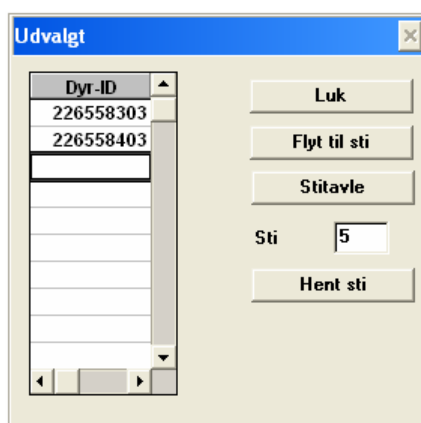 Udvalgt
Dyr-ID
226558303
226558403
Luk
Flyt til sti
Stitavle
Sti 5
Hent sti